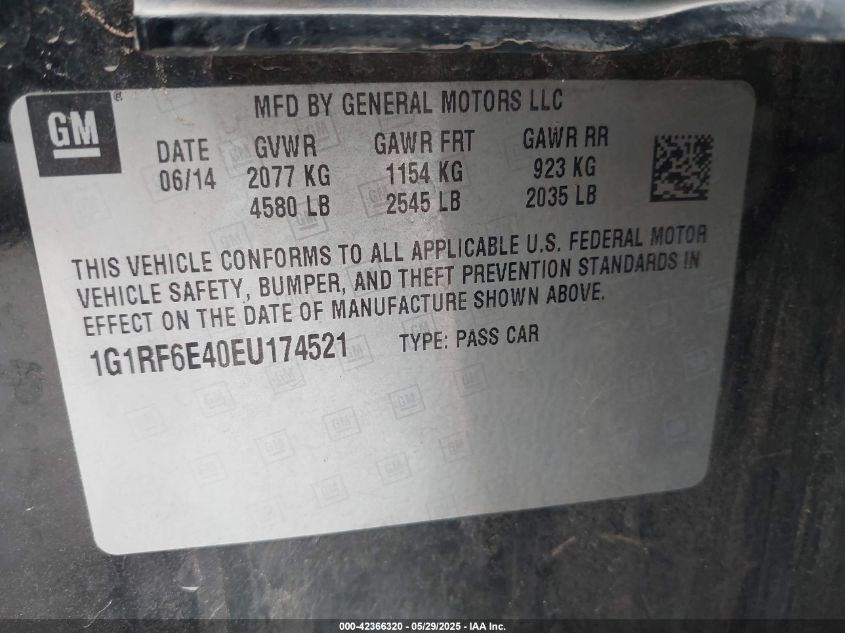 GM
®
MFD BY GENERAL MOTORS LLC
DATE GVWR GAWR FRT GAWR RR
06/14 2077 KG 1154 KG 923 KG
4580 LB 2545 LB 2035 LB
THIS VEHICLE CONFORMS TO ALL APPLICABLE U.S. FEDERAL MOTOR
VEHICLE SAFETY, BUMPER, AND THEFT PREVENTION STANDARDS IN
EFFECT ON THE DATE OF MANUFACTURE SHOWN ABOVE.
1G1RF6E40EU174521 TYPE: PASS CAR
000-42366320 - 05/29/2025 - IAA Inc.